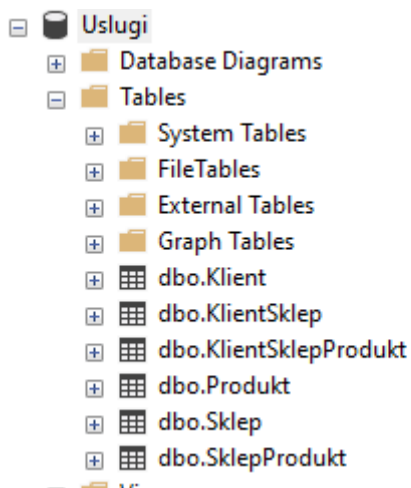 Uslugi
Database Diagrams
Tables
System Tables
FileTables
External Tables
Graph Tables
dbo.Klient
dbo.KlientSklep
dbo.KlientSklepProdukt
dbo.Produkt
dbo.Sklep
dbo.SklepProdukt